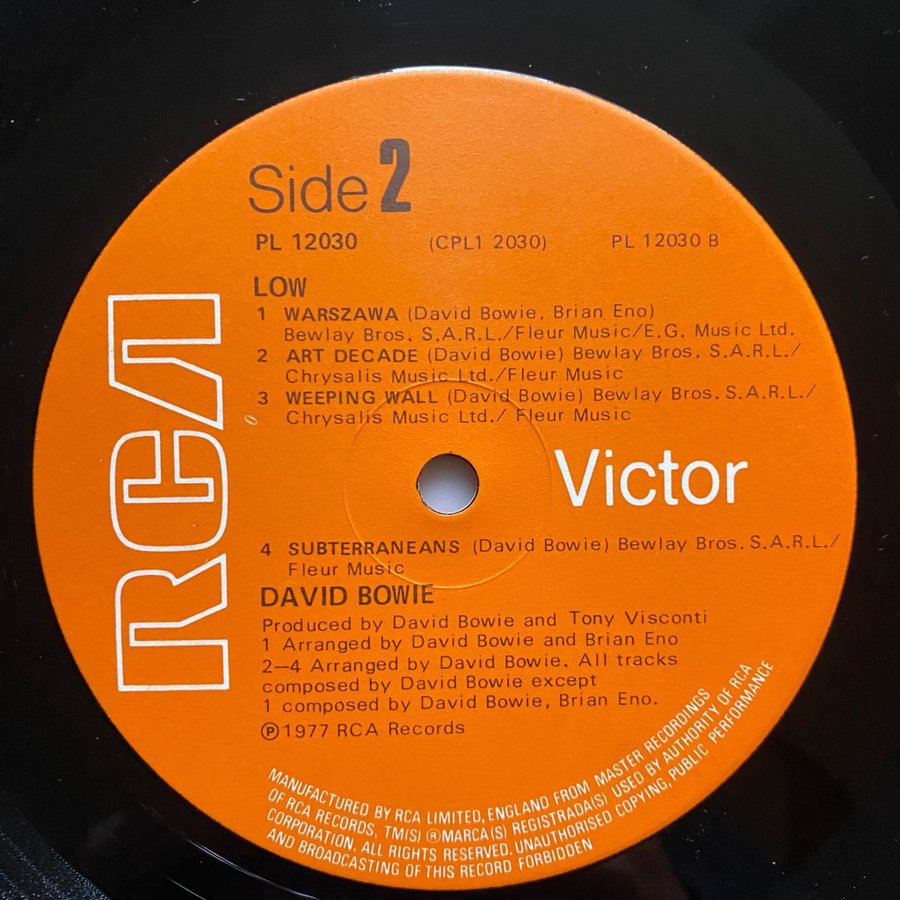 Side 2
PL 12030 (CPL1 2030) PL 12030 B
LOW
1 WARSZAWA (David Bowie, Brian Eno)
Bewlay Bros. S.A.R.L./Fleur Music/E.G. Music Ltd.
2 ART DECADE (David Bowie) Bewlay Bros. S.A.R.L./
Chrysalis Music Ltd./Fleur Music
3 WEEPING WALL (David Bowie) Bewlay Bros. S.A.R.L./
Chrysalis Music Ltd./ Fleur Music
RCA
Victor
4 SUBTERRANEANS (David Bowie) Bewlay Bros. S.A.R.L./
Fleur Music
DAVID BOWIE
Produced by David Bowie and Tony Visconti
1 Arranged by David Bowie and Brian Eno
2—4 Arranged by David Bowie. All tracks
composed by David Bowie except
1 composed by David Bowie, Brian Eno.
Ⓟ1977 RCA Records
MANUFACTURED BY RCA LIMITED, ENGLAND FROM MASTER RECORDINGS
OF RCA RECORDS, TM(S) ® MARCA(S) REGISTRADA(S) USED BY AUTHORITY OF RCA
CORPORATION. ALL RIGHTS RESERVED. UNAUTHORISED COPYING, PUBLIC PERFORMANCE
AND BROADCASTING OF THIS RECORD FORBIDDEN